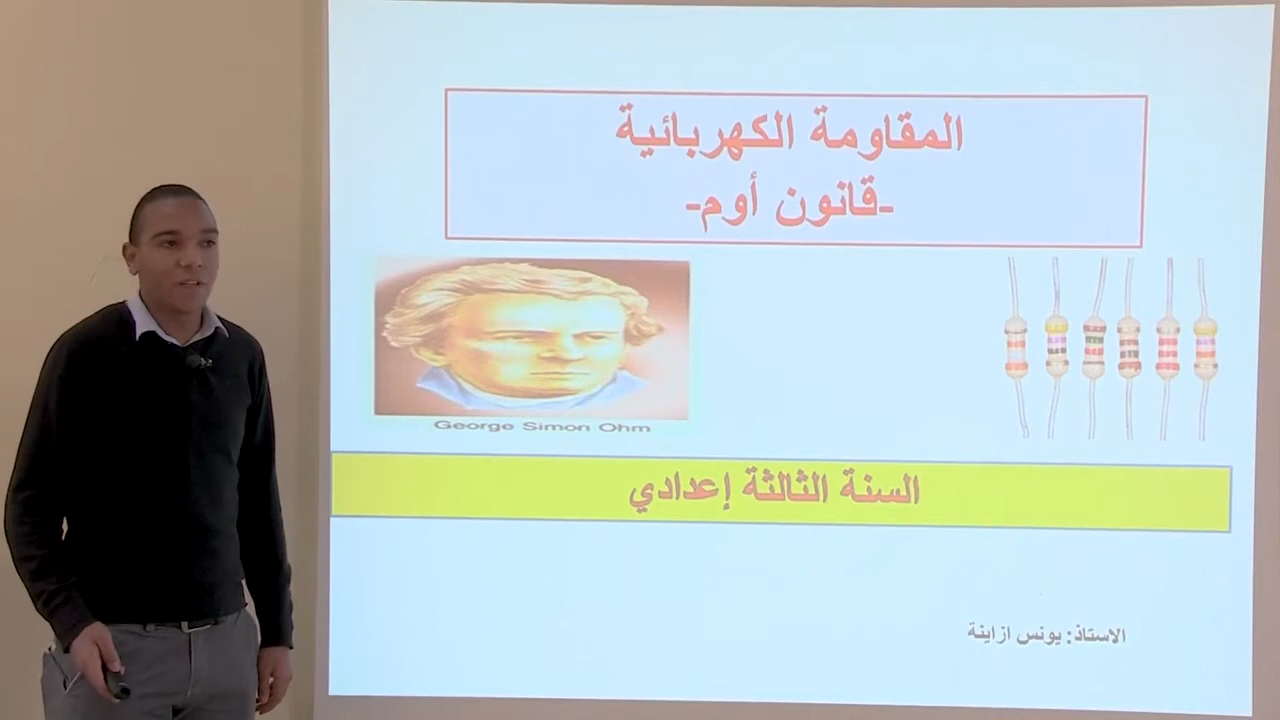 المقاومة الكهربائية
-قانون أوم-
George Simon Ohm
السنة الثالثة إعدادي
الاستاذ: يونس ازاينة